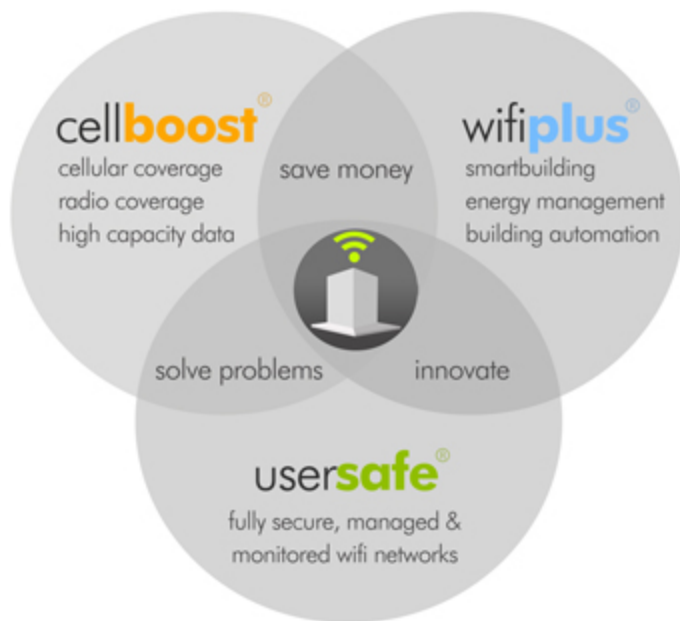 cellboost®
cellular coverage
radio coverage
high capacity data
save money
wifiplus®
smartbuilding
energy management
building automation
solve problems
innovate
usersafe®
fully secure, managed &
monitored wifi networks